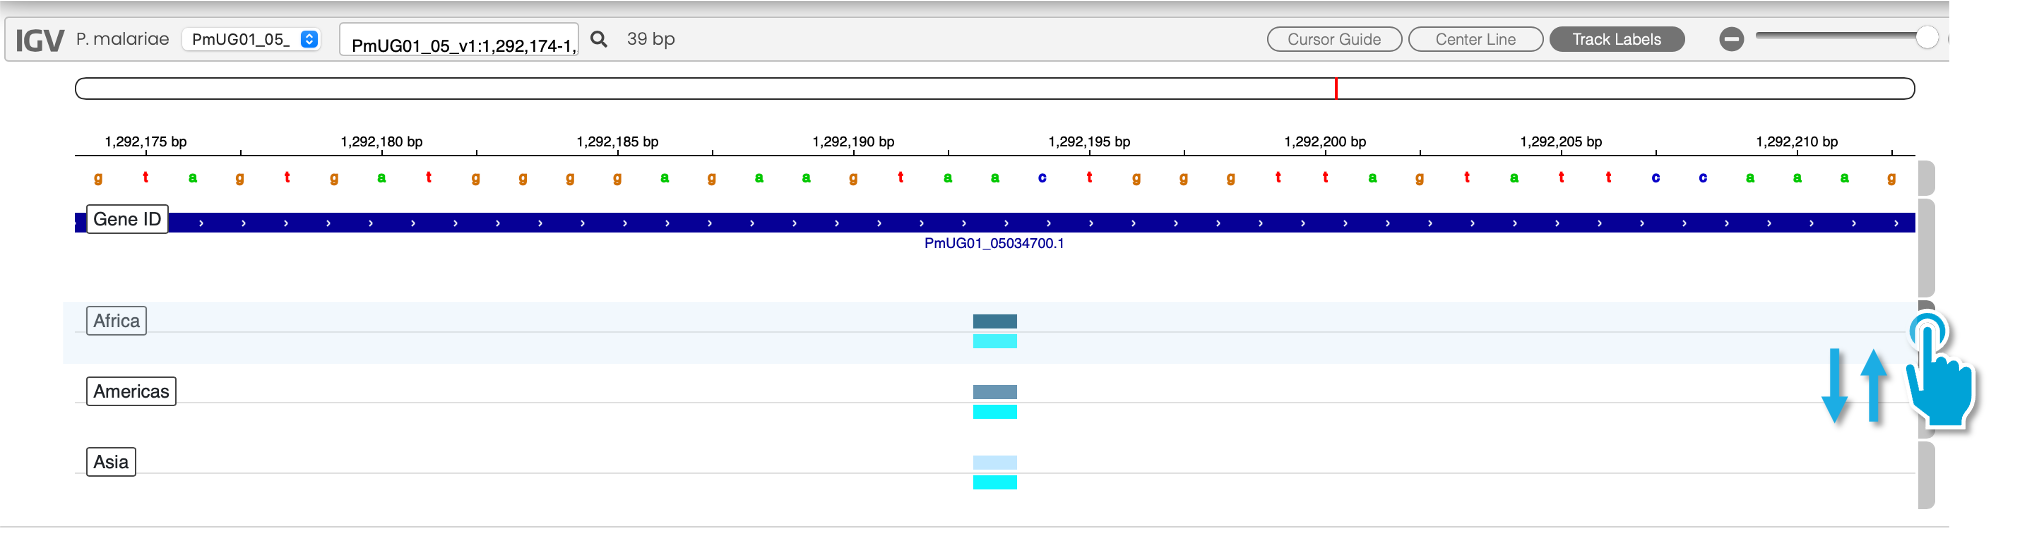 IGV P. malariae PmUG01_05_ PmUG01_05_v1:1,292,174-1, 39 bp Cursor Guide Center Line Track Labels
1,292,175 bp 1,292,180 bp 1,292,185 bp 1,292,190 bp 1,292,195 bp 1,292,200 bp 1,292,205 bp 1,292,210 bp
g t a g t g a t g g g g a g a a g t a a c t g g g t t a g t a t t c c a a a g
Gene ID
PmUG01_05034700.1
Africa
Americas
Asia